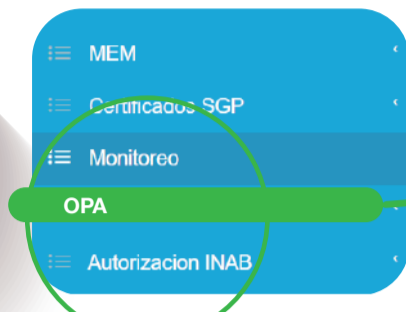 MEM
Certificados SGP
Monitoreo
OPA
Autorizacion INAB